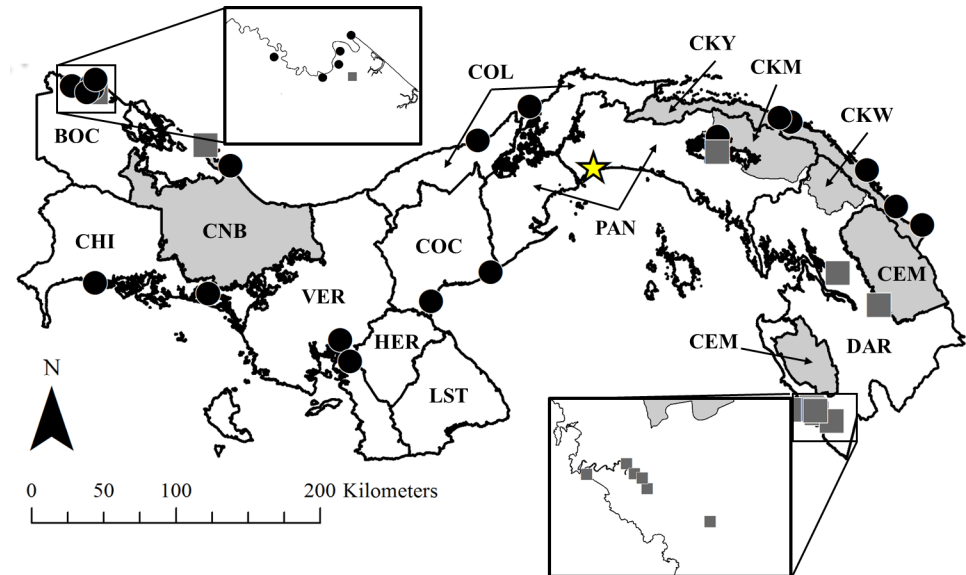 CKY
COL
CKM
CKW
BOC
PAN
CHI
CNB
COC
CEM
VER
HER
CEM
DAR
LST
N
0 50 100 200 Kilometers